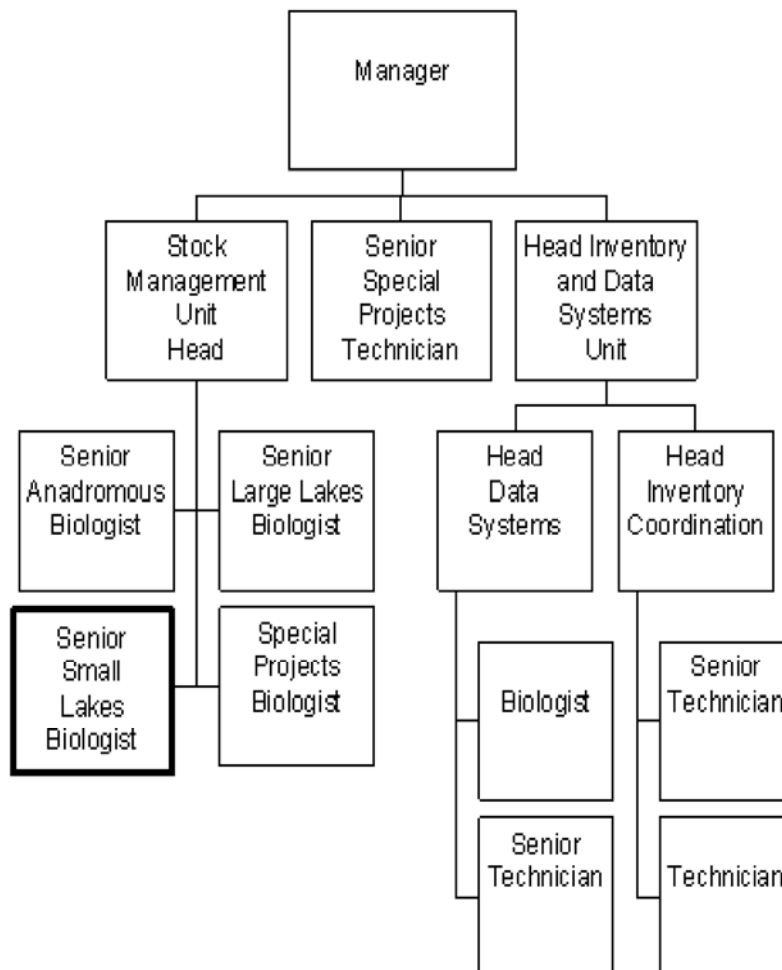 Manager
Stock
Management
Unit
Head
Senior
Special
Projects
Technician
Head Inventory
and Data
Systems
Unit
Senior
Anadromous
Biologist
Senior
Large Lakes
Biologist
Head
Data
Systems
Head
Inventory
Coordination
Senior
Small
Lakes
Biologist
Special
Projects
Biologist
Biologist
Senior
Technician
Senior
Technician
Technician